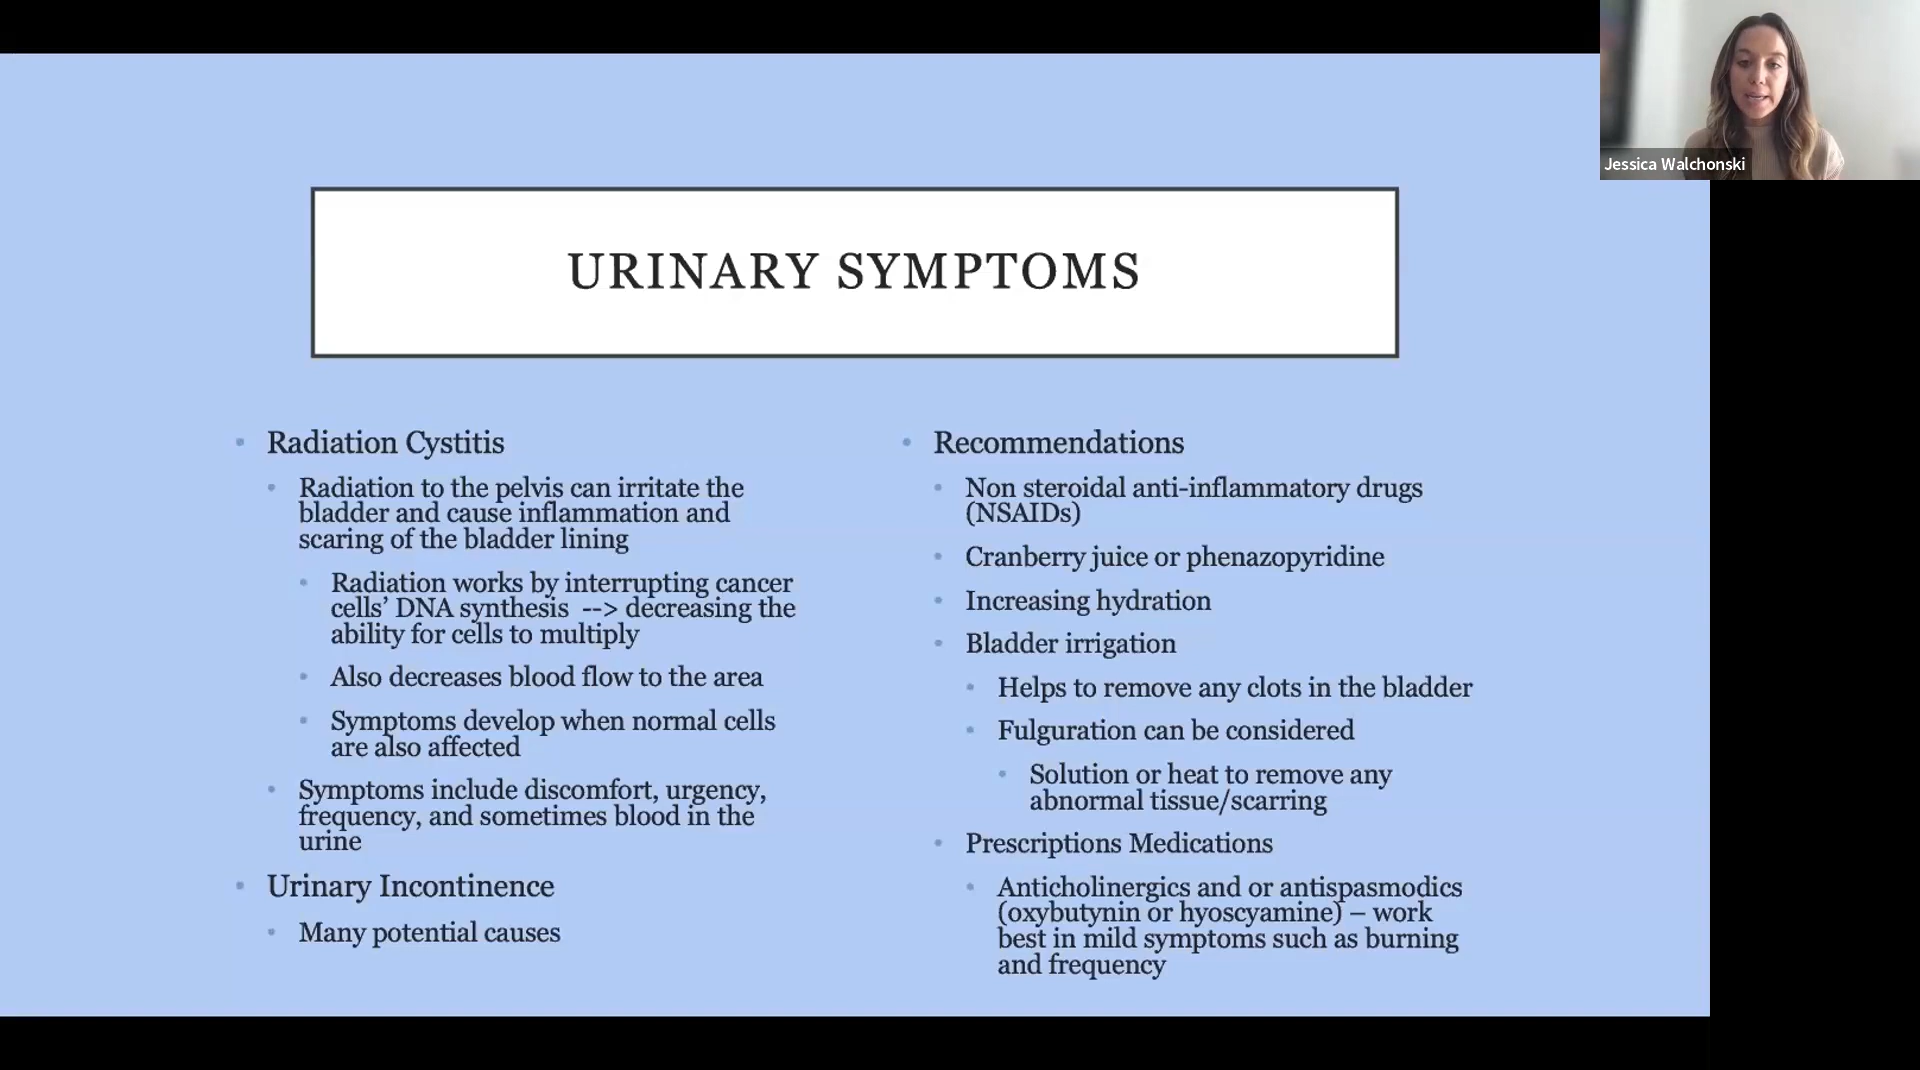 Jessica Walchonski
URINARY SYMPTOMS
Radiation Cystitis
Radiation to the pelvis can irritate the
bladder and cause inflammation and
scaring of the bladder lining
Radiation works by interrupting cancer
cells’ DNA synthesis --> decreasing the
ability for cells to multiply
Also decreases blood flow to the area
Symptoms develop when normal cells
are also affected
Symptoms include discomfort, urgency,
frequency, and sometimes blood in the
urine
Urinary Incontinence
Many potential causes
Recommendations
Non steroidal anti-inflammatory drugs
(NSAIDs)
Cranberry juice or phenazopyridine
Increasing hydration
Bladder irrigation
Helps to remove any clots in the bladder
Fulguration can be considered
Solution or heat to remove any
abnormal tissue/scarring
Prescriptions Medications
Anticholinergics and or antispasmodics
(oxybutynin or hyoscyamine) – work
best in mild symptoms such as burning
and frequency